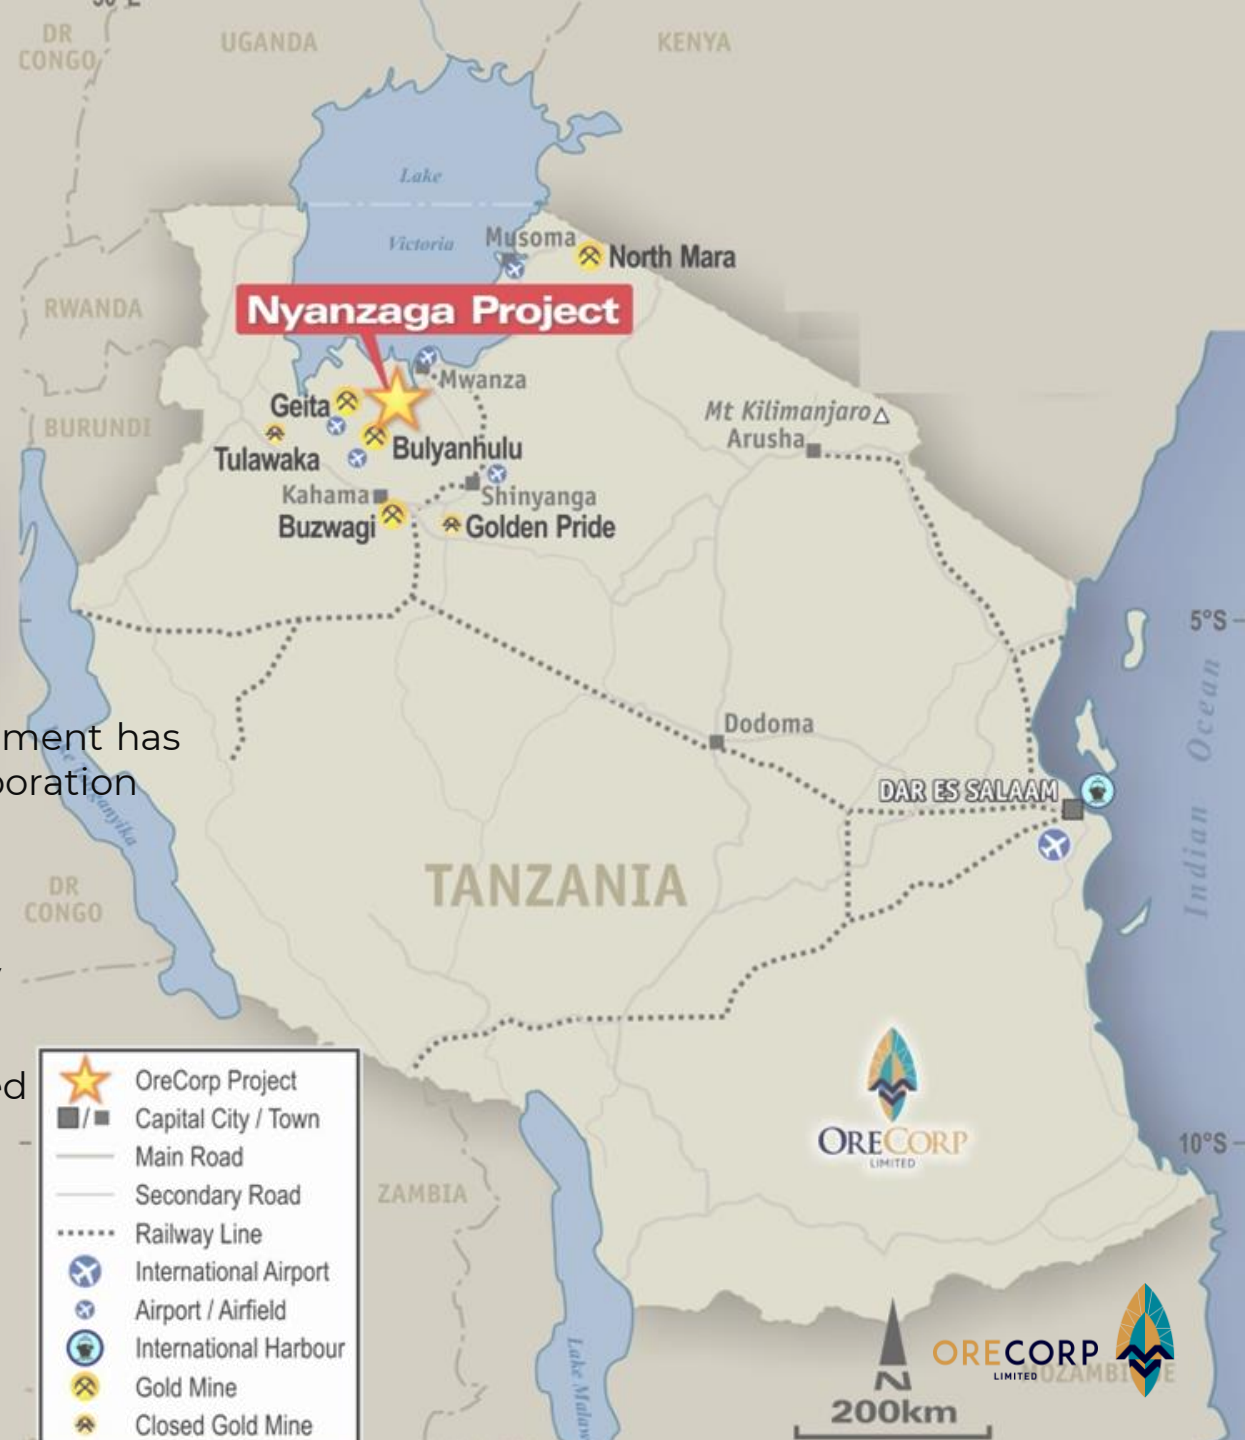 DR
CONGO
UGANDA
KENYA
Lake
Victoria
Musoma
North Mara
RWANDA
Nyanzaga Project
Mwanza
Geita
BURUNDI
Mt Kilimanjaro
Arusha
Tulawaka
Bulyanhulu
Kahama
Shinyanga
Buzwagi
Golden Pride
5°S
Indian Ocean
Dodoma
ment has
DAR ES SALAAM
oration
TANZANIA
DR
CONGO
ed
OreCorp Project
Capital City / Town
Main Road
Secondary Road
Railway Line
International Airport
Airport / Airfield
International Harbour
Gold Mine
Closed Gold Mine
ORECORP
LIMITED
10°S
ZAMBIA
Lake Malaw
N
200km
ORECORP
LIMITED